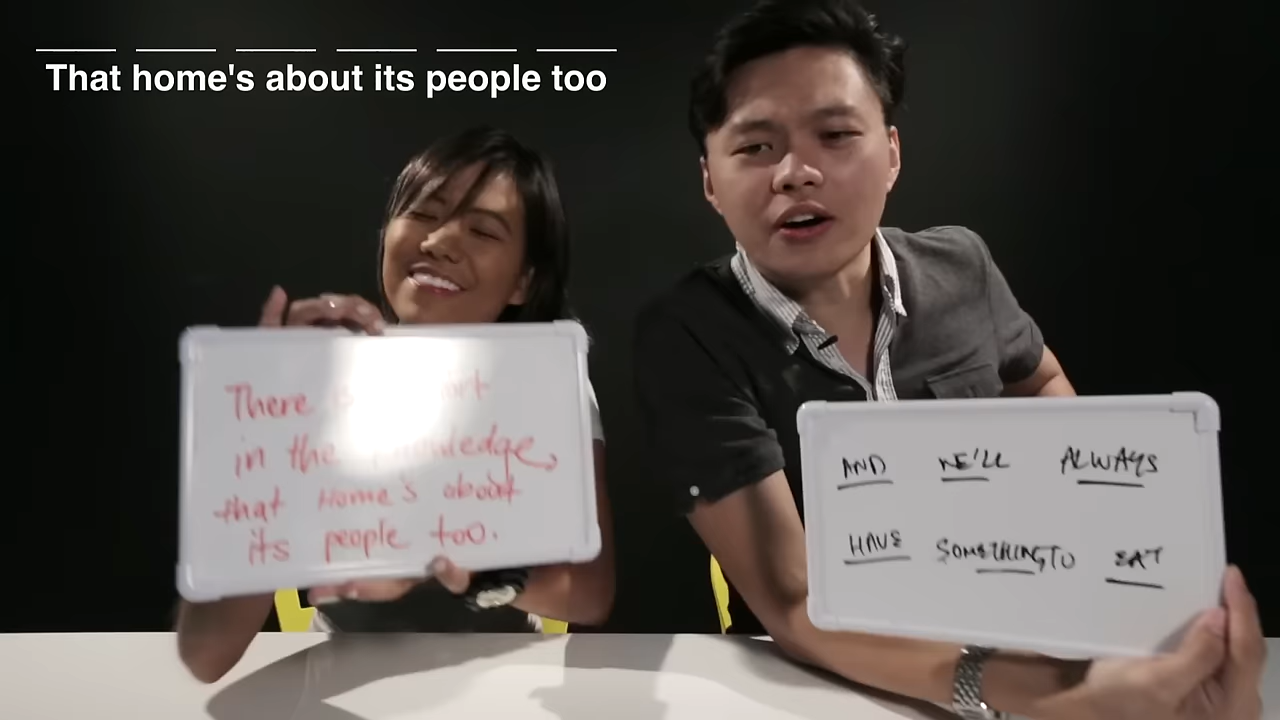 That home's about its people too
There
in the knowledge,
that Home's about
its people too.
AND WE'LL ALWAYS
HAVE SOMETHING TO EAT